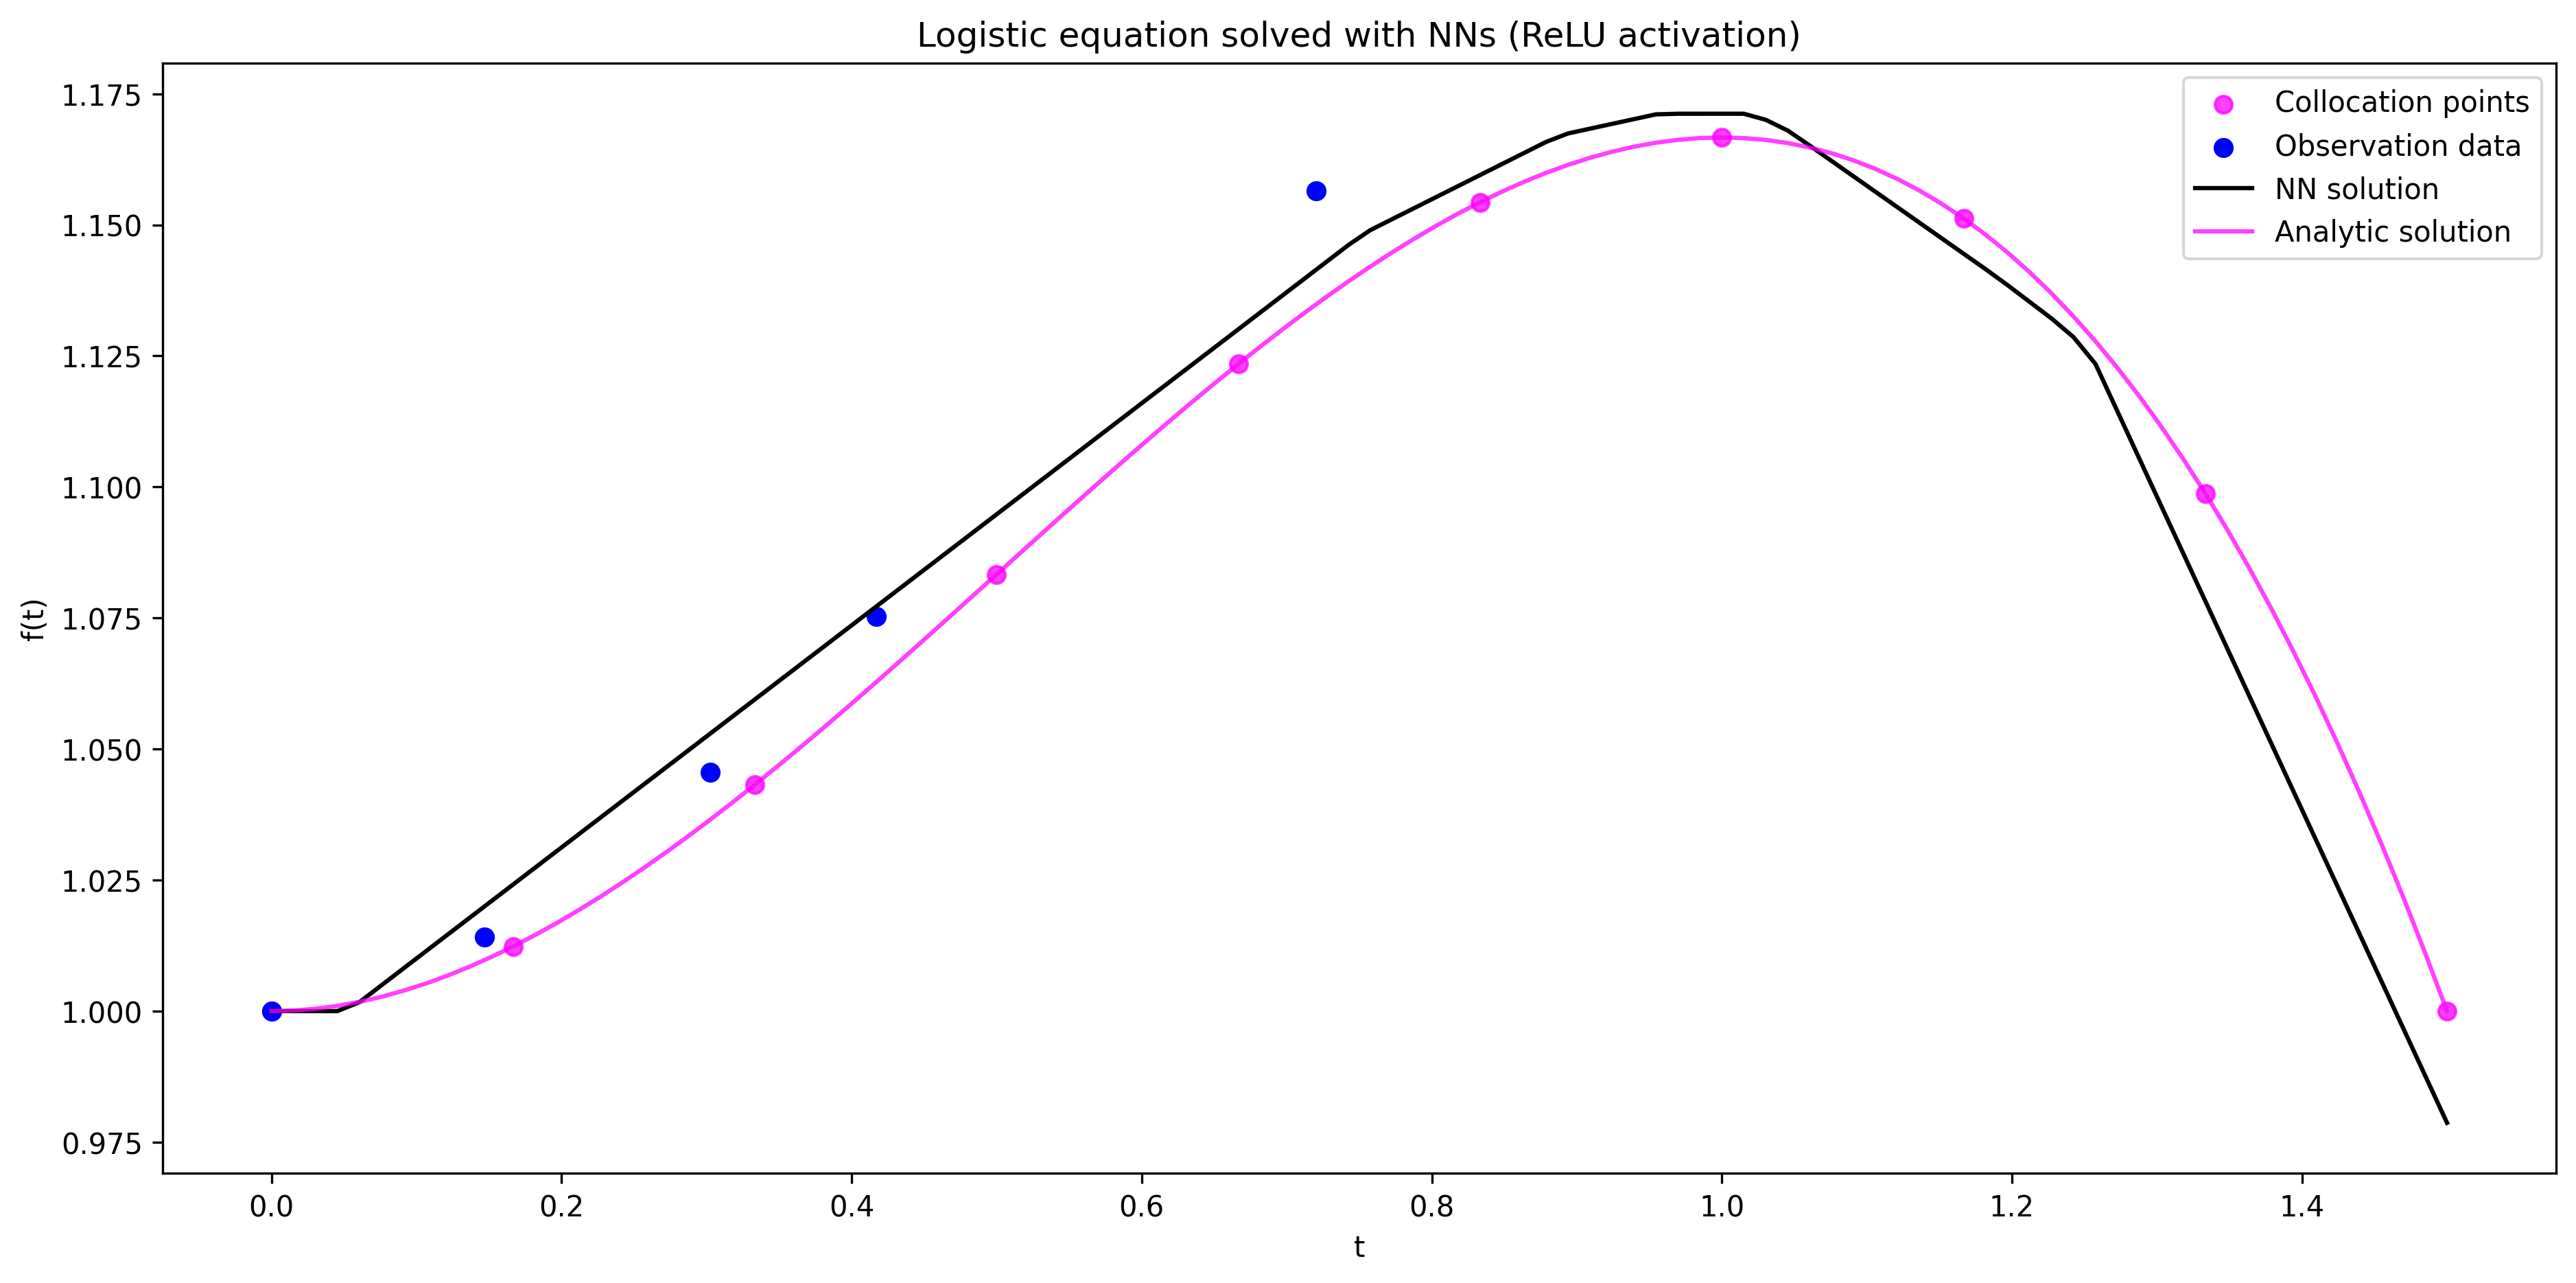 Logistic equation solved with NNs (ReLU activation)
Collocation points
Observation data
NN solution
Analytic solution
1.175
1.150
1.125
1.100
1.075
1.050
1.025
1.000
0.975
f(t)
0.0 0.2 0.4 0.6 0.8 1.0 1.2 1.4
t